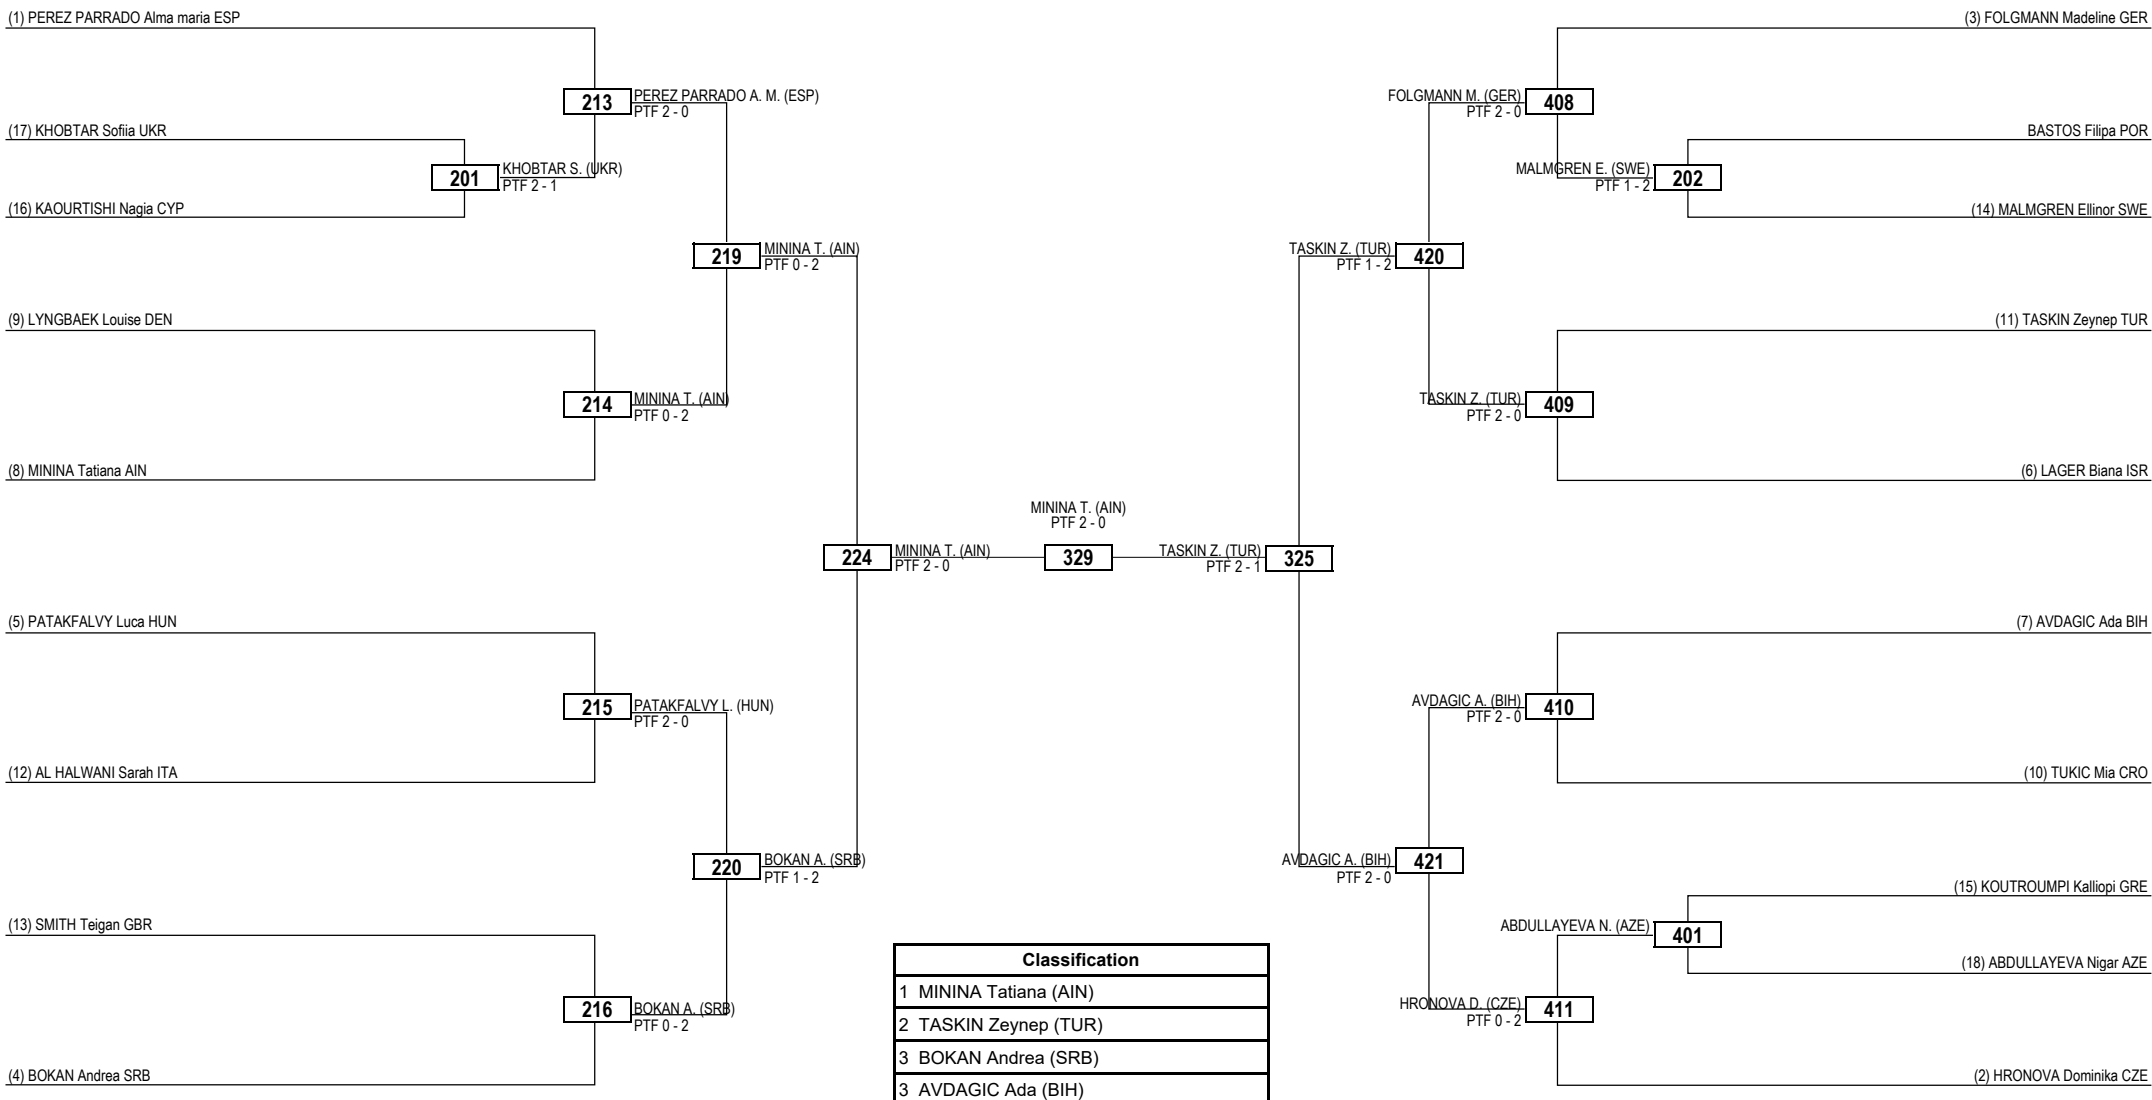 (1) PEREZ PARRADO Alma maria ESP
213
PEREZ PARRADO A. M. (ESP)
PTF 2 - 0
(17) KHOBTAR Sofiia UKR
201
KHOBTAR S. (UKR)
PTF 2 - 1
(16) KAOURTISHI Nagia CYP
219
MININA T. (AIN)
PTF 0 - 2
(9) LYNGBAEK Louise DEN
214
MININA T. (AIN)
PTF 0 - 2
(8) MININA Tatiana AIN
224
MININA T. (AIN)
PTF 2 - 0
(5) PATAKFALVY Luca HUN
215
PATAKFALVY L. (HUN)
PTF 2 - 0
(12) AL HALWANI Sarah ITA
220
BOKAN A. (SRB)
PTF 1 - 2
(13) SMITH Teigan GBR
216
BOKAN A. (SRB)
PTF 0 - 2
(4) BOKAN Andrea SRB
MININA T. (AIN)
PTF 2 - 0
329
(3) FOLGMANN Madeline GER
FOLGMANN M. (GER)
PTF 2 - 0
408
BASTOS Filipa POR
MALMGREN E. (SWE)
PTF 1 - 2
202
(14) MALMGREN Ellinor SWE
TASKIN Z. (TUR)
PTF 1 - 2
420
(11) TASKIN Zeynep TUR
TASKIN Z. (TUR)
PTF 2 - 0
409
(6) LAGER Biana ISR
TASKIN Z. (TUR)
PTF 2 - 1
325
(7) AVDAGIC Ada BIH
AVDAGIC A. (BIH)
PTF 2 - 0
410
(10) TUKIC Mia CRO
AVDAGIC A. (BIH)
PTF 2 - 0
421
(15) KOUTROUMPI Kalliopi GRE
ABDULLAYEVA N. (AZE)
401
(18) ABDULLAYEVA Nigar AZE
HRONOVA D. (CZE)
PTF 0 - 2
411
(2) HRONOVA Dominika CZE
Classification
1 MININA Tatiana (AIN)
2 TASKIN Zeynep (TUR)
3 BOKAN Andrea (SRB)
3 AVDAGIC Ada (BIH)